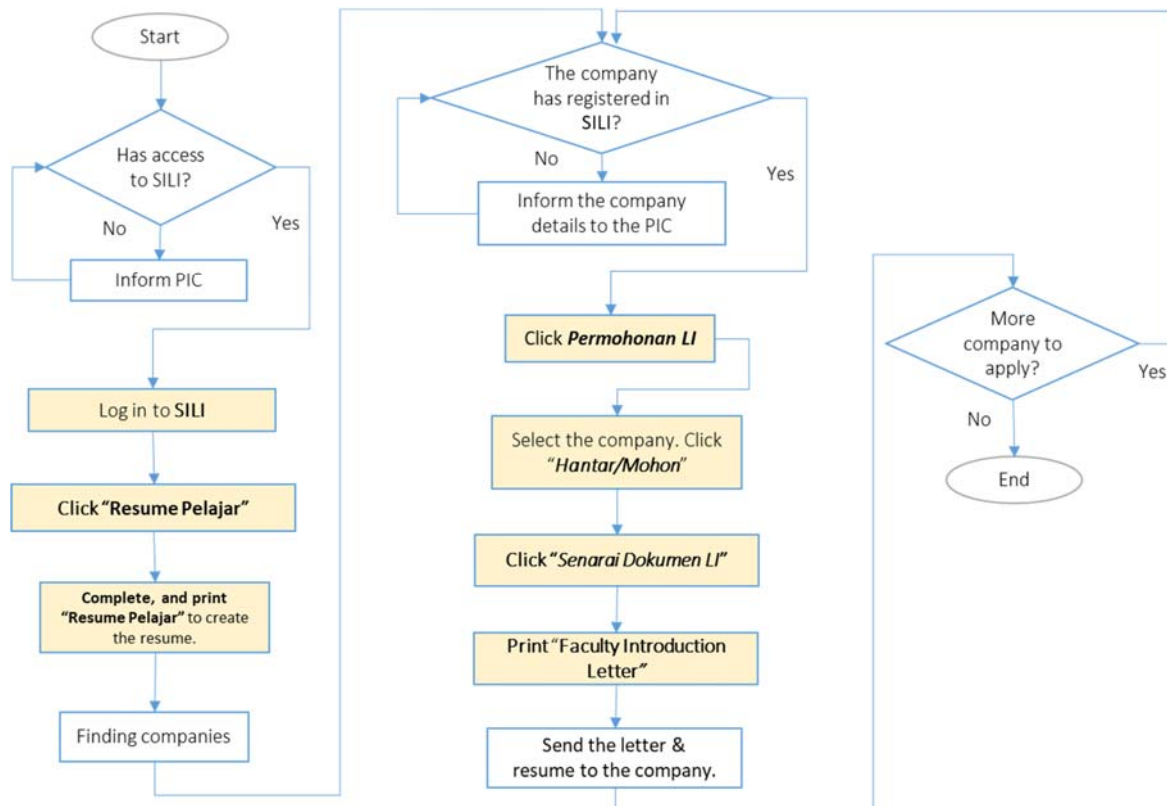 Start
Has access
to SILI?
No
Yes
Inform PIC
Log in to SILI
Click “Resume Pelajar”
Complete, and print
“Resume Pelajar” to create
the resume.
Finding companies
The company
has registered in
SILI?
No
Yes
Inform the company
details to the PIC
Click Permohonan LI
Select the company. Click
“Hantar/Mohon”
Click “Senarai Dokumen LI”
Print “Faculty Introduction
Letter”
Send the letter &
resume to the company.
More
company to
apply?
Yes
No
End